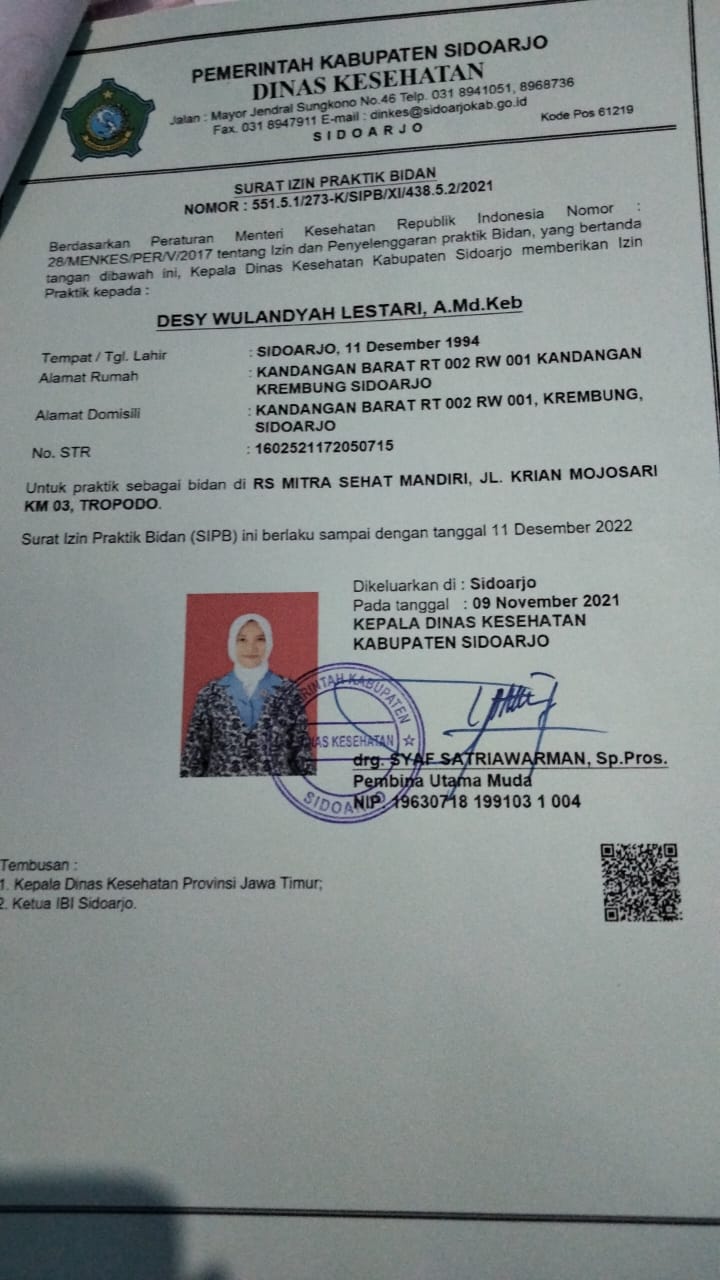 PEMERINTAH KABUPATEN SIDOARJO
DINAS KESEHATAN
Jalan : Mayor Jendral Sungkono No.46 Telp. 031 8941051, 8968736
Fax. 031 8947911 E-mail : dinkes@sidoarjokab.go.id
SIDOARJO
Kode Pos 61219
SURAT IZIN PRAKTIK BIDAN
NOMOR : 551.5.1/273-K/SIPB/XI/438.5.2/2021
Berdasarkan Peraturan Menteri Kesehatan Republik Indonesia Nomor :
28/MENKES/PER/V/2017 tentang Izin dan Penyelenggaran praktik Bidan, yang bertanda
tangan dibawah ini, Kepala Dinas Kesehatan Kabupaten Sidoarjo memberikan Izin
Praktik kepada :
DESY WULANDYAH LESTARI, A.Md.Keb
Tempat / Tgl. Lahir : SIDOARJO, 11 Desember 1994
Alamat Rumah : KANDANGAN BARAT RT 002 RW 001 KANDANGAN
KREMBUNG SIDOARJO
Alamat Domisili : KANDANGAN BARAT RT 002 RW 001, KREMBUNG,
SIDOARJO
No. STR : 1602521172050715
Untuk praktik sebagai bidan di RS MITRA SEHAT MANDIRI, JL. KRIAN MOJOSARI
KM 03, TROPODO.
Surat Izin Praktik Bidan (SIPB) ini berlaku sampai dengan tanggal 11 Desember 2022
Dikeluarkan di : Sidoarjo
Pada tanggal : 09 November 2021
KEPALA DINAS KESEHATAN
KABUPATEN SIDOARJO
RINTAH KABUPATEN
AS KESEHATAN
SIDOARJO
drg. SYAF SATRIAWARMAN, Sp.Pros.
Pembina Utama Muda
NIP. 19630718 199103 1 004
Tembusan :
1. Kepala Dinas Kesehatan Provinsi Jawa Timur;
2. Ketua IBI Sidoarjo.